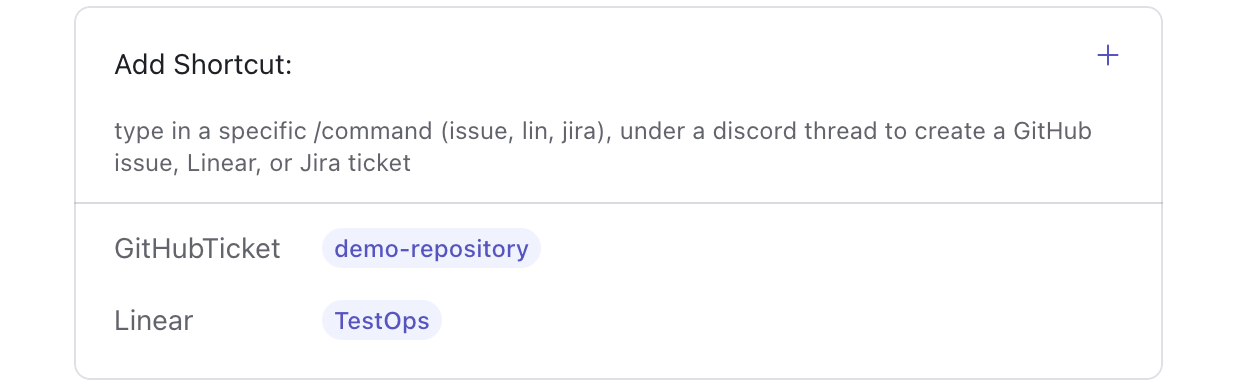 Add Shortcut:
type in a specific /command (issue, lin, jira), under a discord thread to create a GitHub
issue, Linear, or Jira ticket
GitHubTicket demo-repository
Linear TestOps